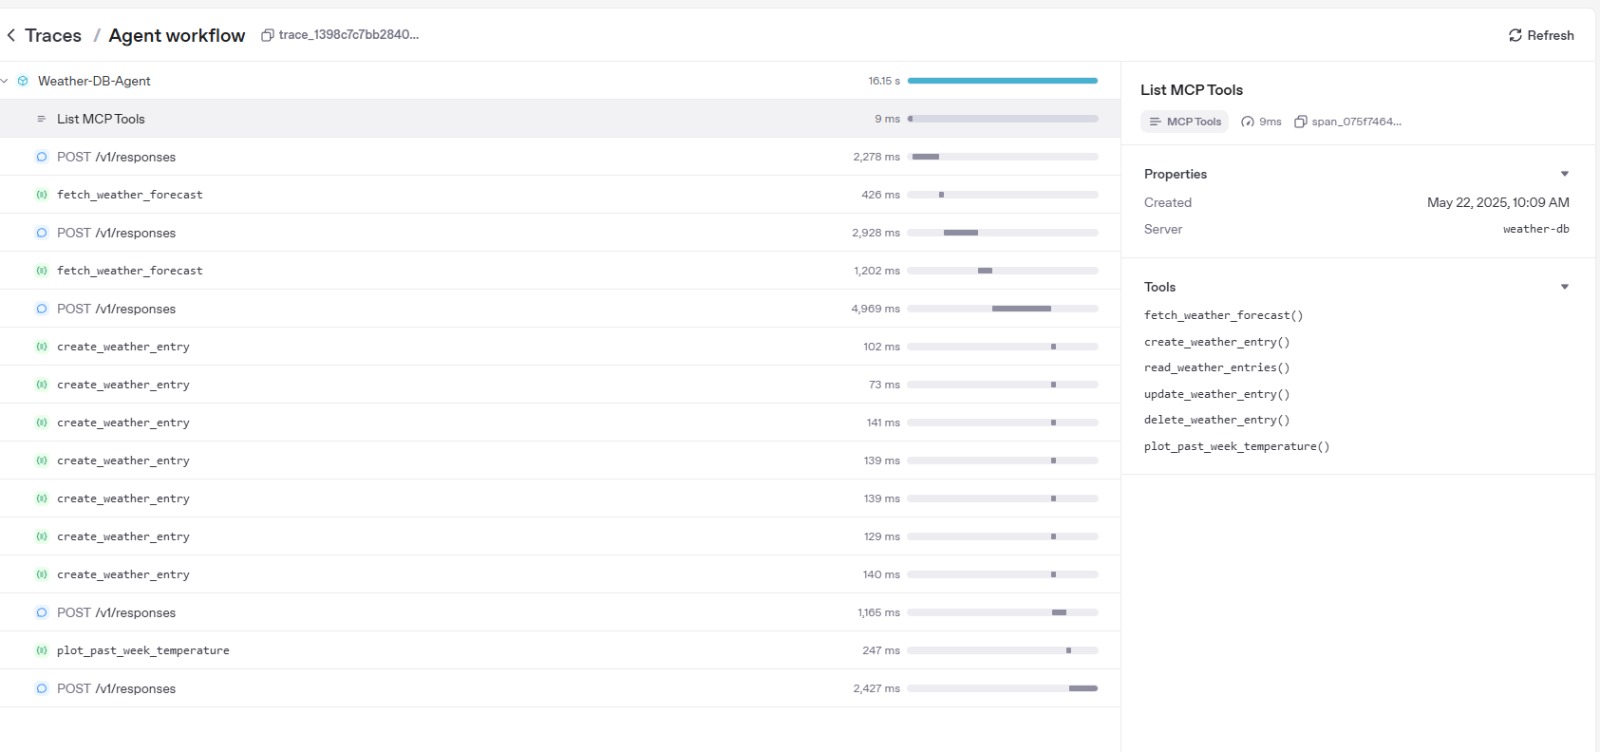 Traces / Agent workflow trace_1398c7c7bb2840... Refresh
Weather-DB-Agent 16.15 s
List MCP Tools 9 ms
POST /v1/responses 2,278 ms
fetch_weather_forecast 426 ms
POST /v1/responses 2,928 ms
fetch_weather_forecast 1,202 ms
POST /v1/responses 4,969 ms
create_weather_entry 102 ms
create_weather_entry 73 ms
create_weather_entry 141 ms
create_weather_entry 139 ms
create_weather_entry 139 ms
create_weather_entry 129 ms
create_weather_entry 140 ms
POST /v1/responses 1,165 ms
plot_past_week_temperature 247 ms
POST /v1/responses 2,427 ms
List MCP Tools
MCP Tools 9ms span_075f7464...
Properties
Created May 22, 2025, 10:09 AM
Server weather-db
Tools
fetch_weather_forecast()
create_weather_entry()
read_weather_entries()
update_weather_entry()
delete_weather_entry()
plot_past_week_temperature()